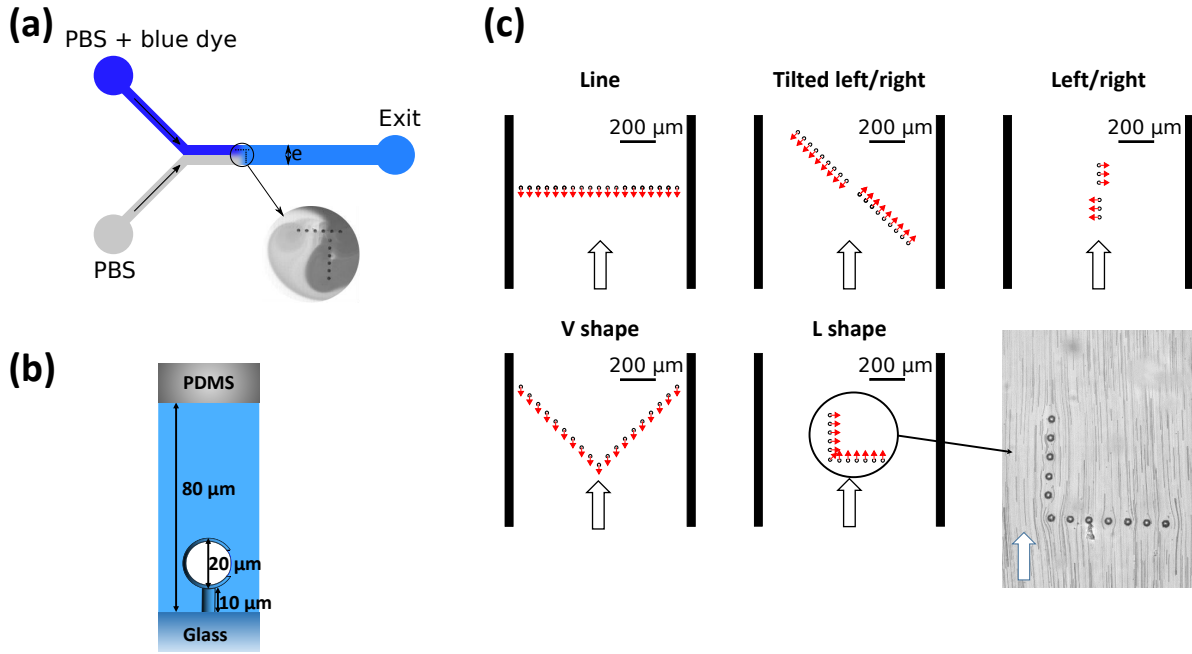 (a)
PBS + blue dye
Exit
e
PBS
(b)
PDMS
80 µm
20 µm
10 µm
Glass
(c)
Line
200 µm
Tilted left/right
200 µm
Left/right
200 µm
V shape
200 µm
L shape
200 µm